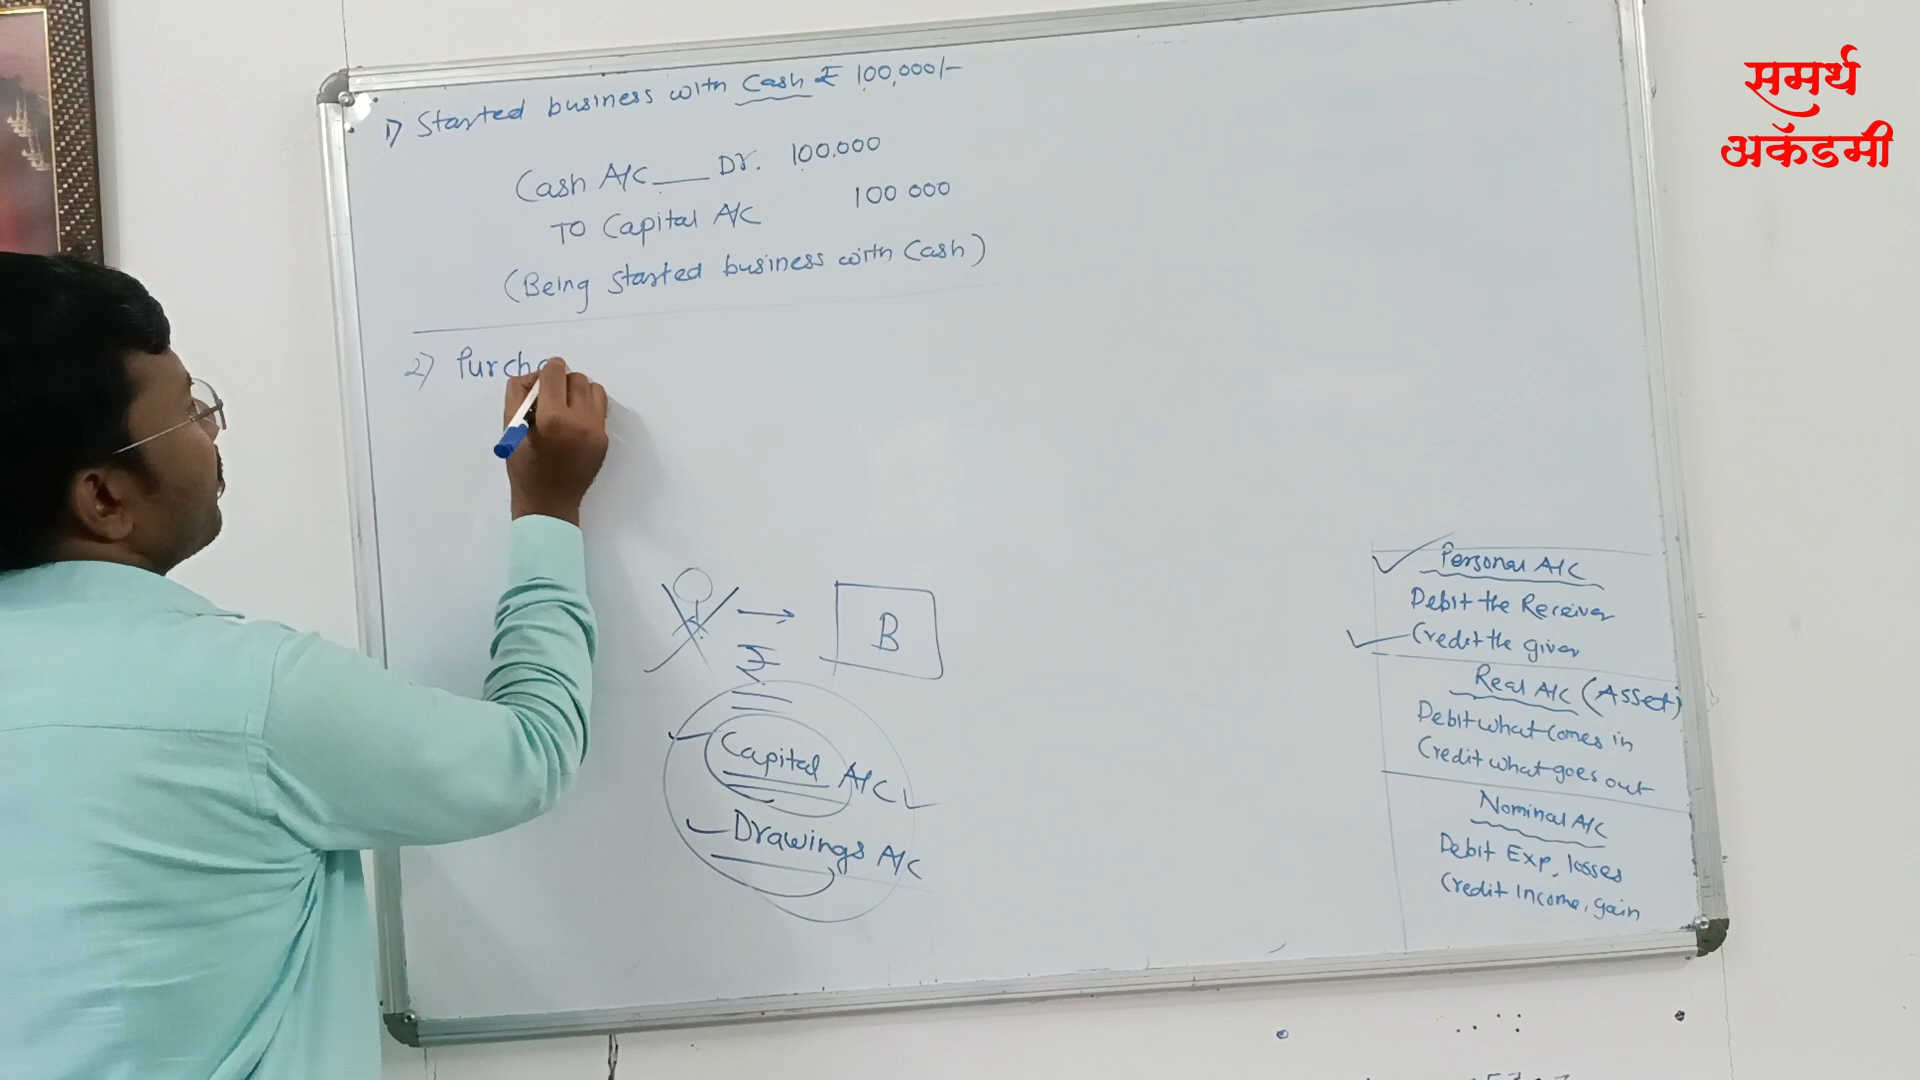 1) Started business with Cash ₹ 100,000/-
Cash A/C ___ Dr. 100,000
To Capital A/C 100 000
(Being started business with Cash)
2) Purcha
B
₹
Capital A/C
Drawings A/C
Personal A/C
Debit the Receiver
Credit the giver
Real A/C (Asset)
Debit what comes in
Credit what goes out
Nominal A/C
Debit Exp, losses
Credit Income, gain
समर्थ
अकॅडमी